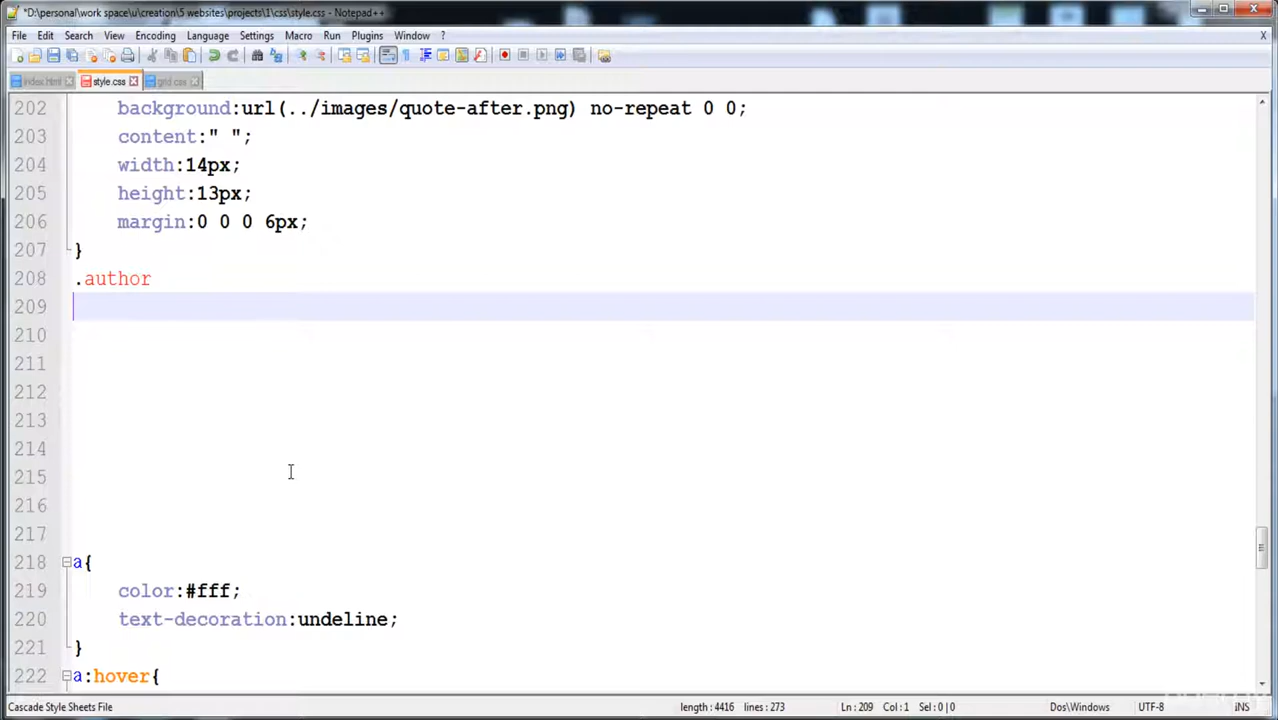 *D:\personal\work space\u\creation\5 websites\projects\1\css\style.css - Notepad++
File Edit Search View Encoding Language Settings Macro Run Plugins Window ? X
index.html style.css grid.css
202 background:url(../images/quote-after.png) no-repeat 0 0;
203 content:" ";
204 width:14px;
205 height:13px;
206 margin:0 0 0 6px;
207 }
208 .author
209
210
211
212
213
214
215
216
217
218 a{
219 color:#fff;
220 text-decoration:undeline;
221 }
222 a:hover{
Cascade Style Sheets File length : 4416 lines : 273 Ln : 209 Col : 1 Sel : 0 | 0 Dos\Windows UTF-8 INS